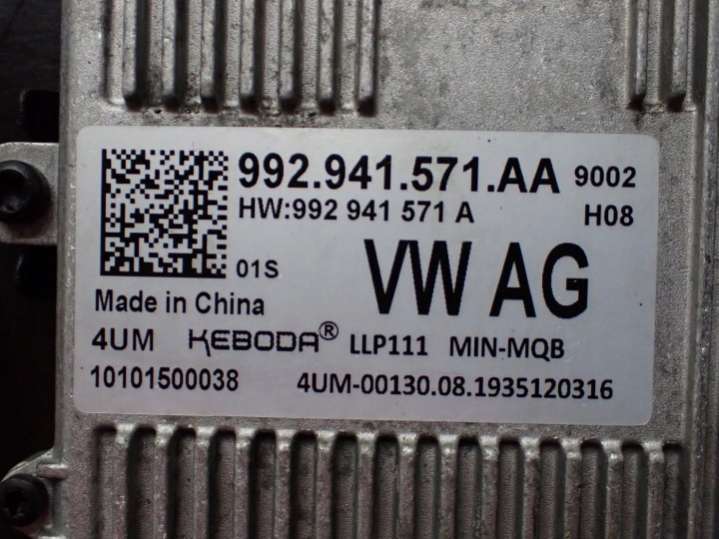 992.941.571.AA 9002
HW:992 941 571 A H08
01S VW AG
Made in China
4UM KEBODA® LLP111 MIN-MQB
10101500038 4UM-00130.08.1935120316